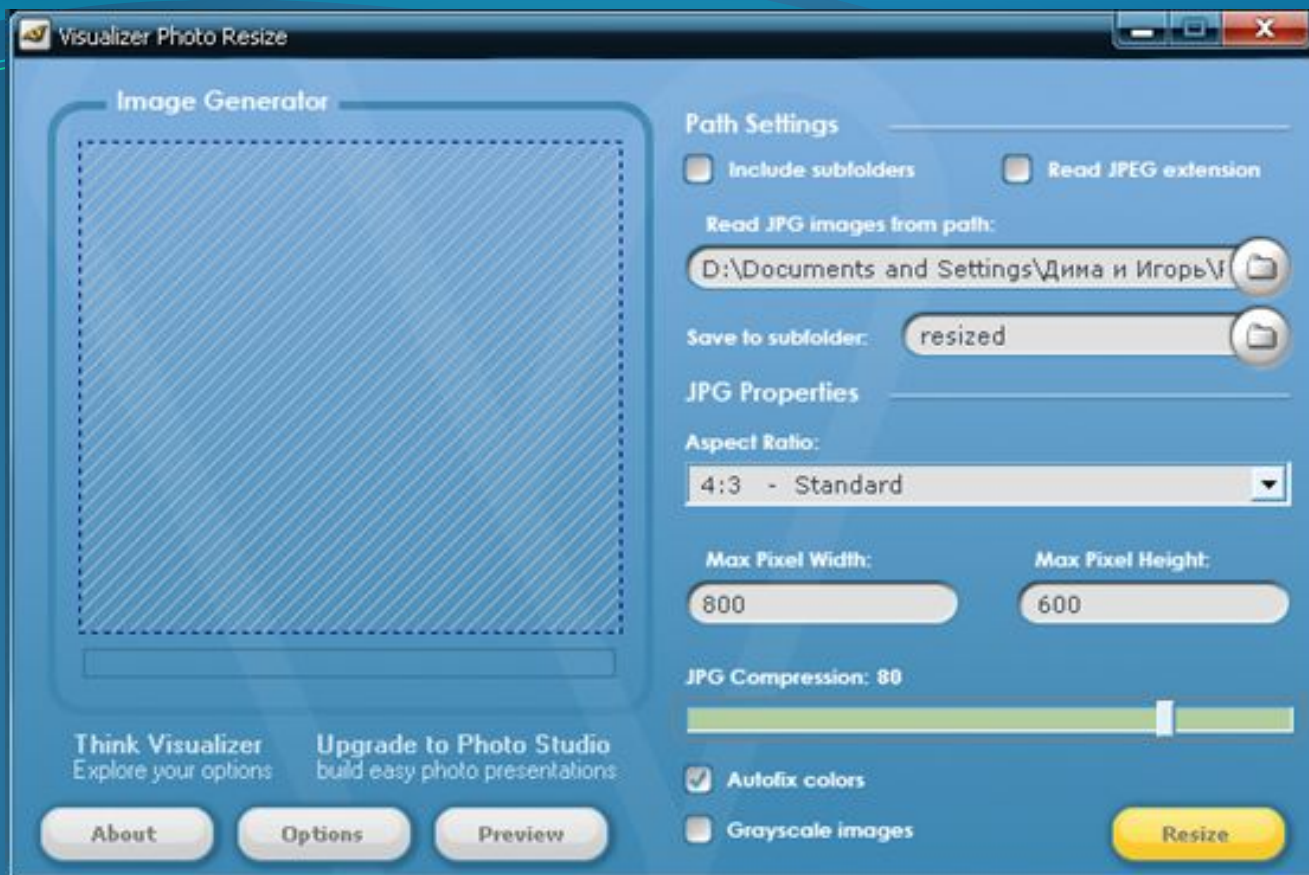 Visualizer Photo Resize
Image Generator
Think Visualizer
Explore your options
Upgrade to Photo Studio
build easy photo presentations
About
Options
Preview
Path Settings
Include subfolders
Read JPEG extension
Read JPG images from path:
D:\Documents and Settings\Дима и Игорь\
Save to subfolder:
resized
JPG Properties
Aspect Ratio:
4:3 - Standard
Max Pixel Width:
Max Pixel Height:
800
600
JPG Compression: 80
Autofix colors
Grayscale images
Resize